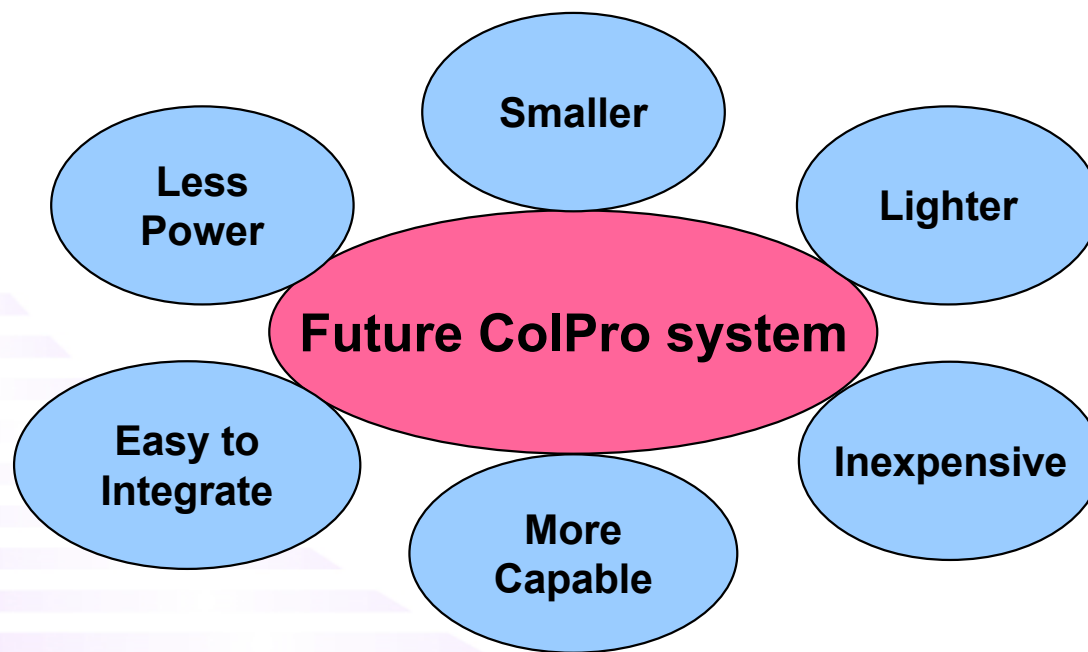 Smaller
Less
Power
Lighter
Future ColPro system
Easy to
Integrate
Inexpensive
More
Capable